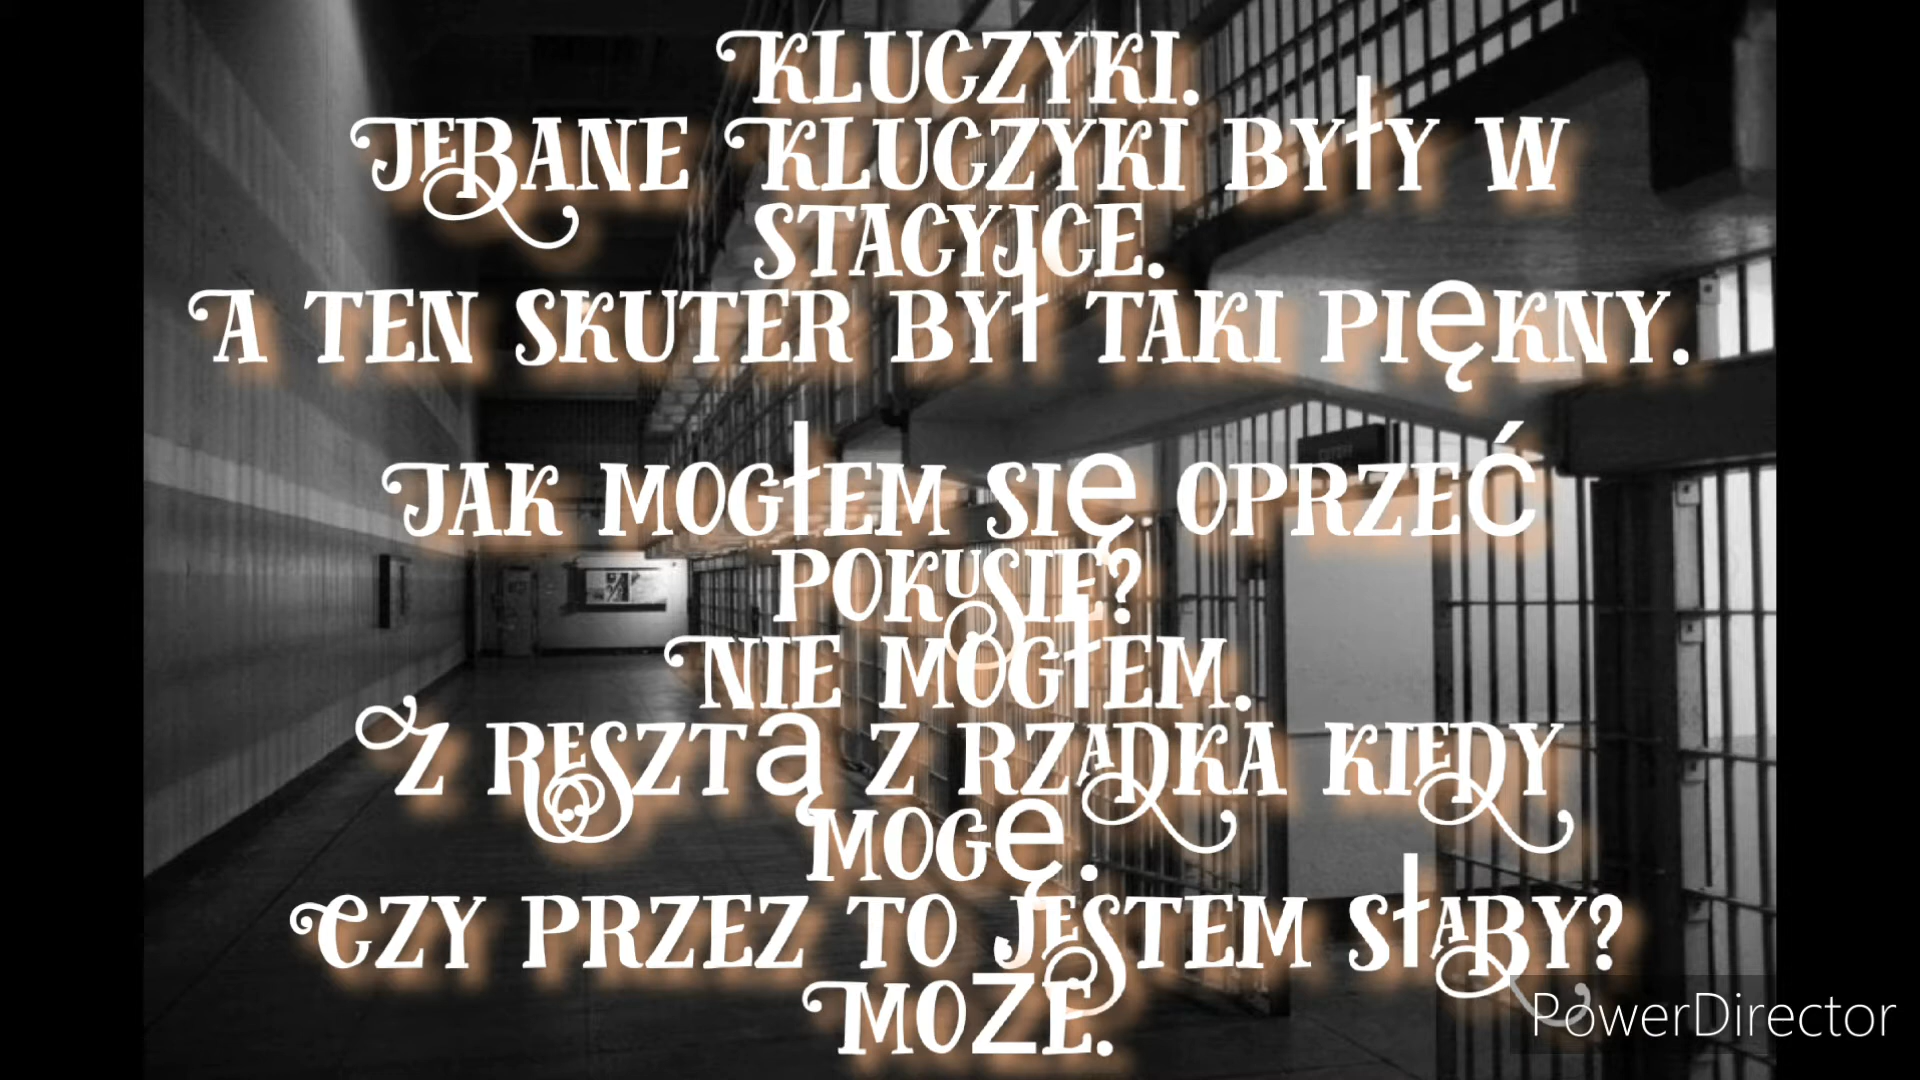 Kluczyki.
Jebane Kluczyki były w
stacyjce.
A ten skuter był taki piękny.
Jak mogłem się oprzeć
pokusie?
Nie mogłem.
Z resztą z rzadka kiedy
mogę.
Czy przez to jestem słaby?
Może.
PowerDirector